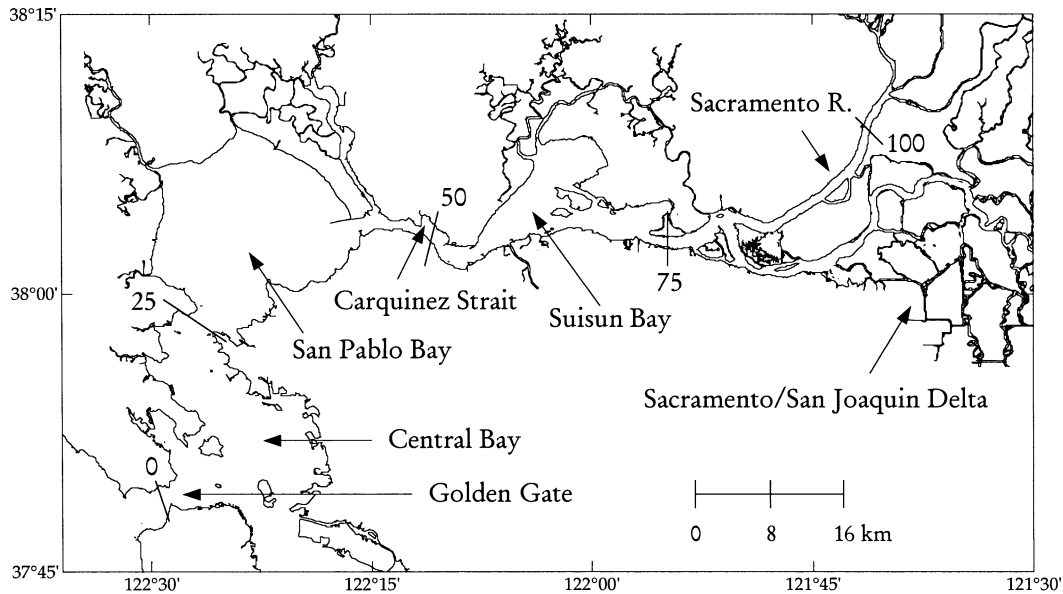 38°15'
Sacramento R.
100
50
75
38°00'
25
Carquinez Strait
Suisun Bay
San Pablo Bay
Sacramento/San Joaquin Delta
Central Bay
0
Golden Gate
0 8 16 km
37°45'
122°30' 122°15' 122°00' 121°45' 121°30'